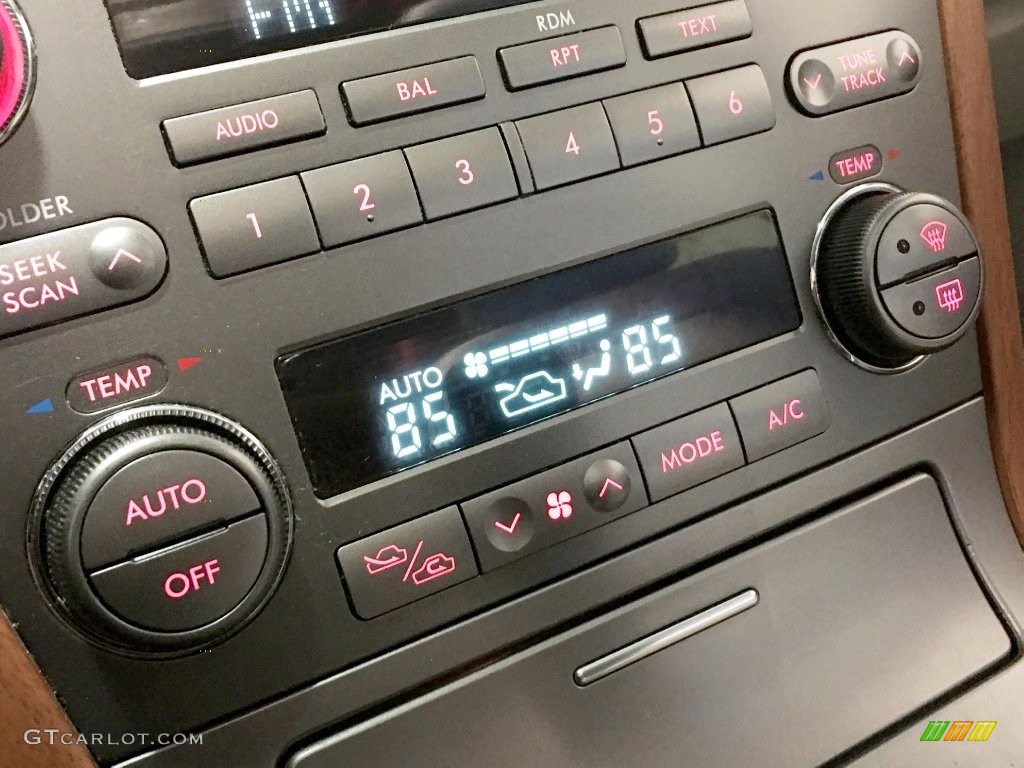 FM
RDM
AUDIO BAL RPT TEXT
TUNE
TRACK
1 2 3 4 5 6
OLDER
SEEK
SCAN
TEMP
TEMP
AUTO
85 85
AUTO
OFF
MODE A/C
GTCARLOT.COM